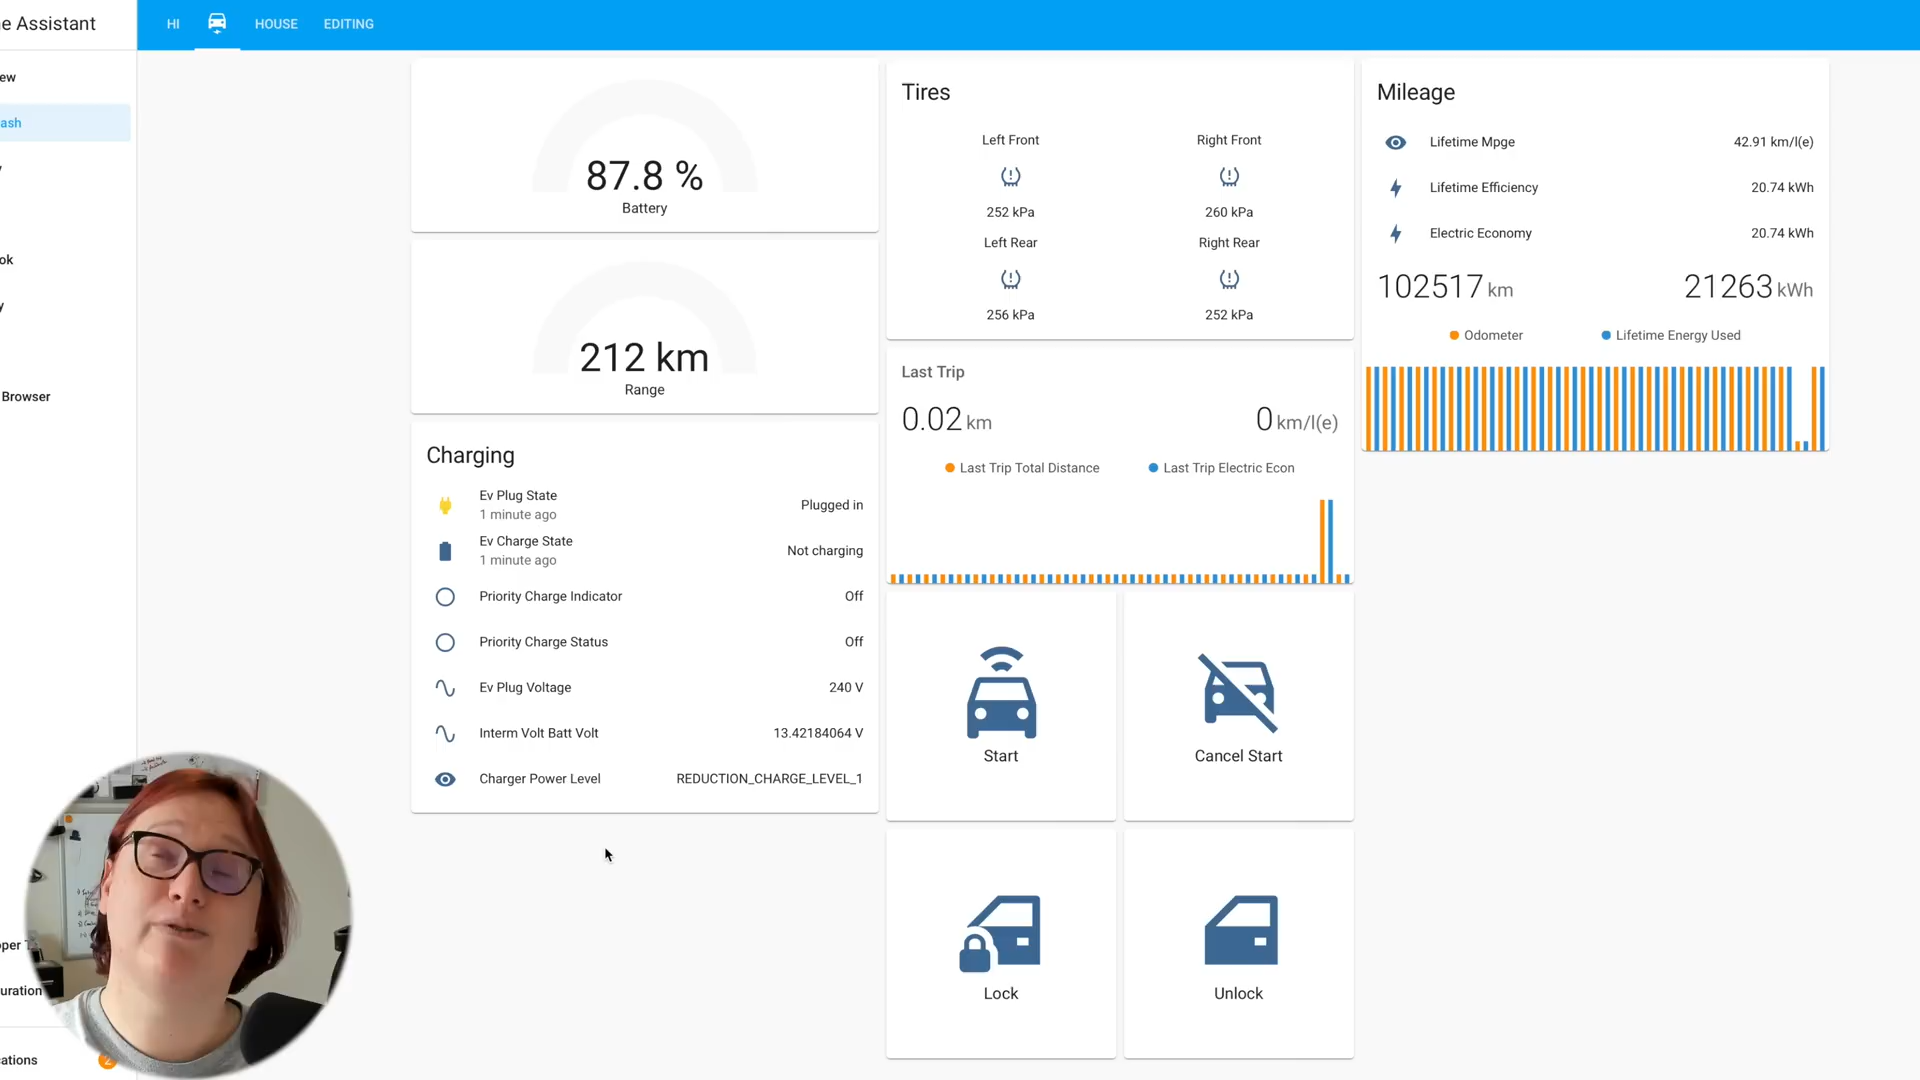 e Assistant
HI
HOUSE
EDITING
ew
ash
ok
y
Browser
oper T
uration
ations
2
87.8 %
Battery
212 km
Range
Charging
Ev Plug State
1 minute ago
Plugged in
Ev Charge State
1 minute ago
Not charging
Priority Charge Indicator
Off
Priority Charge Status
Off
Ev Plug Voltage
240 V
Interm Volt Batt Volt
13.42184064 V
Charger Power Level
REDUCTION_CHARGE_LEVEL_1
Tires
Left Front
Right Front
252 kPa
260 kPa
Left Rear
Right Rear
256 kPa
252 kPa
Last Trip
0.02 km
0 km/l(e)
Last Trip Total Distance
Last Trip Electric Econ
Start
Cancel Start
Lock
Unlock
Mileage
Lifetime Mpge
42.91 km/l(e)
Lifetime Efficiency
20.74 kWh
Electric Economy
20.74 kWh
102517 km
21263 kWh
Odometer
Lifetime Energy Used